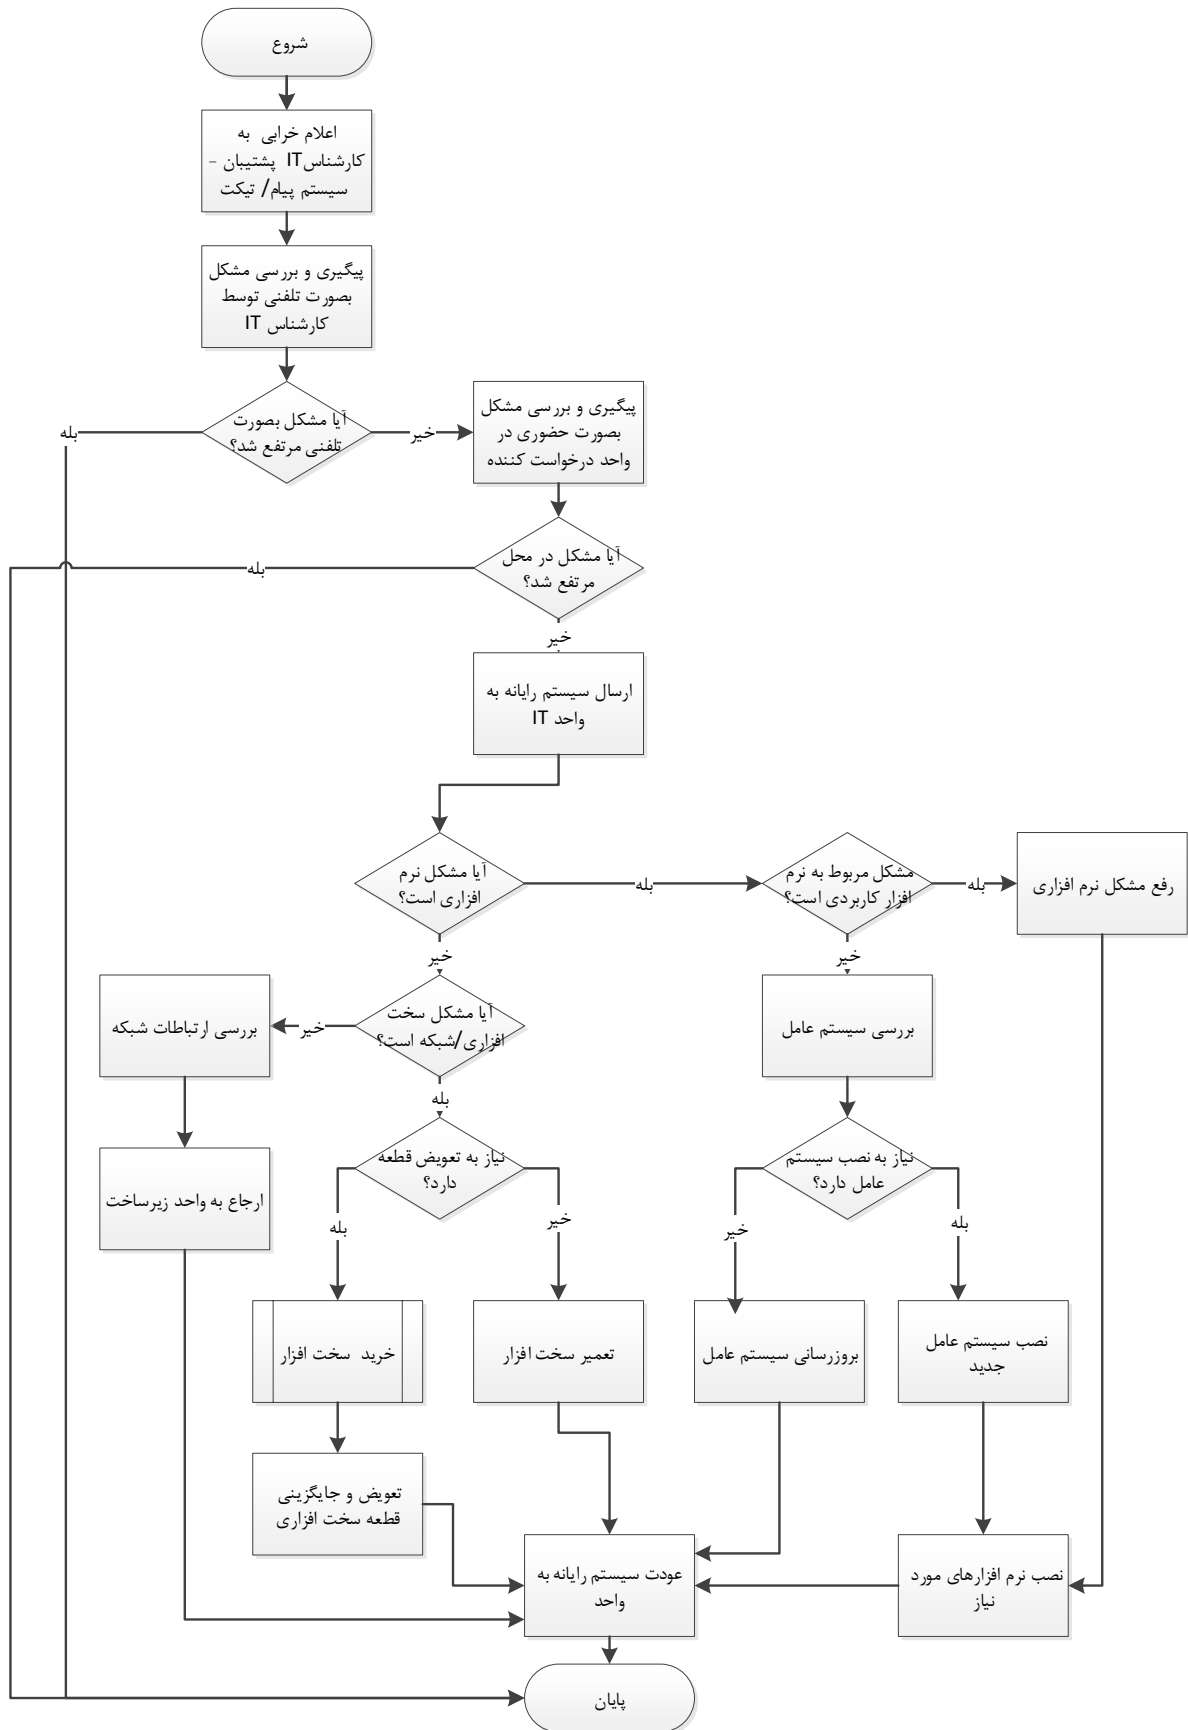 شروع
اعلام خرابی به
کارشناس IT پشتیبان -
سیستم پیام/ تیکت
پیگیری و بررسی مشکل
بصورت تلفنی توسط
کارشناس IT
آیا مشکل بصورت
تلفنی مرتفع شد؟
بله
خیر
پیگیری و بررسی مشکل
بصورت حضوری در
واحد درخواست کننده
آیا مشکل در محل
مرتفع شد؟
بله
خیر
ارسال سیستم رایانه به
واحد IT
آیا مشکل نرم
افزاری است؟
بله
مشکل مربوط به نرم
افزار کاربردی است؟
بله
رفع مشکل نرم افزاری
خیر
خیر
آیا مشکل سخت
افزاری/شبکه است؟
خیر
بررسی ارتباطات شبکه
بررسی سیستم عامل
بله
نیاز به تعویض قطعه
دارد؟
نیاز به نصب سیستم
عامل دارد؟
ارجاع به واحد زیرساخت
بله
خیر
خیر
بله
خرید سخت افزار
تعمیر سخت افزار
بروزرسانی سیستم عامل
نصب سیستم عامل
جدید
تعویض و جایگزینی
قطعه سخت افزاری
عودت سیستم رایانه به
واحد
نصب نرم افزارهای مورد
نیاز
پایان